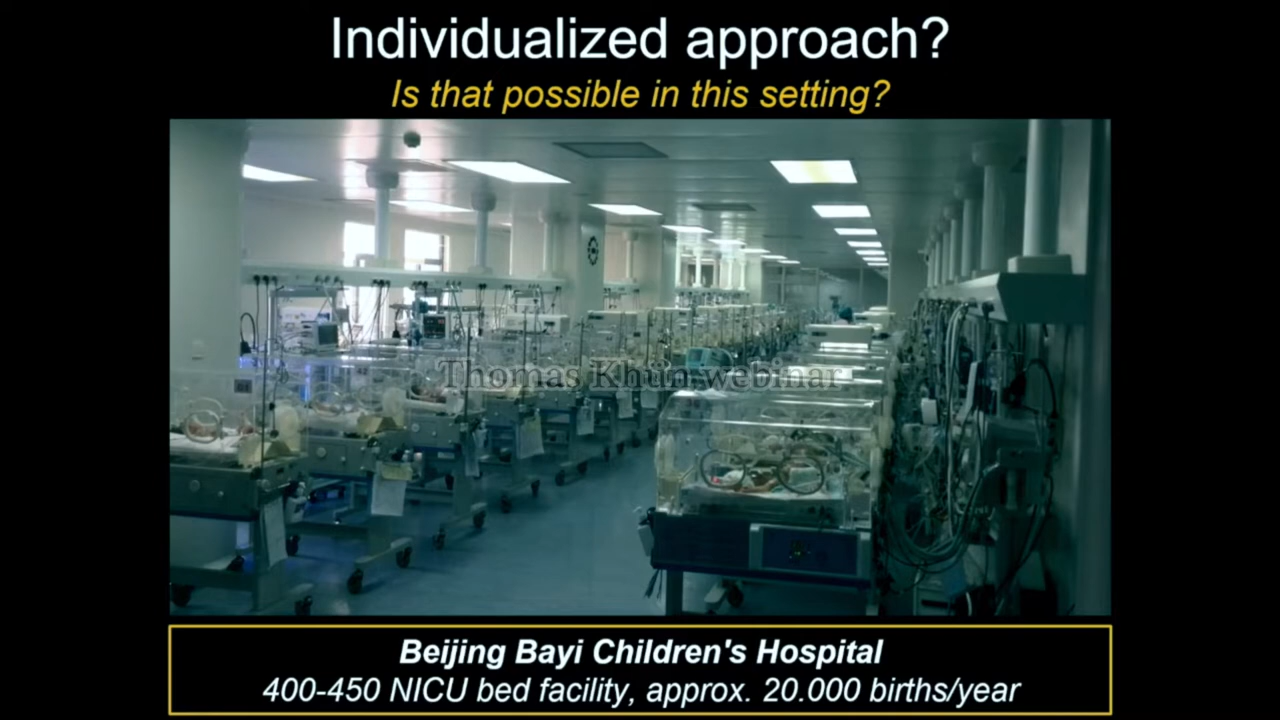 Individualized approach?
Is that possible in this setting?
Thomas Khun webinar
Beijing Bayi Children's Hospital
400-450 NICU bed facility, approx. 20.000 births/year